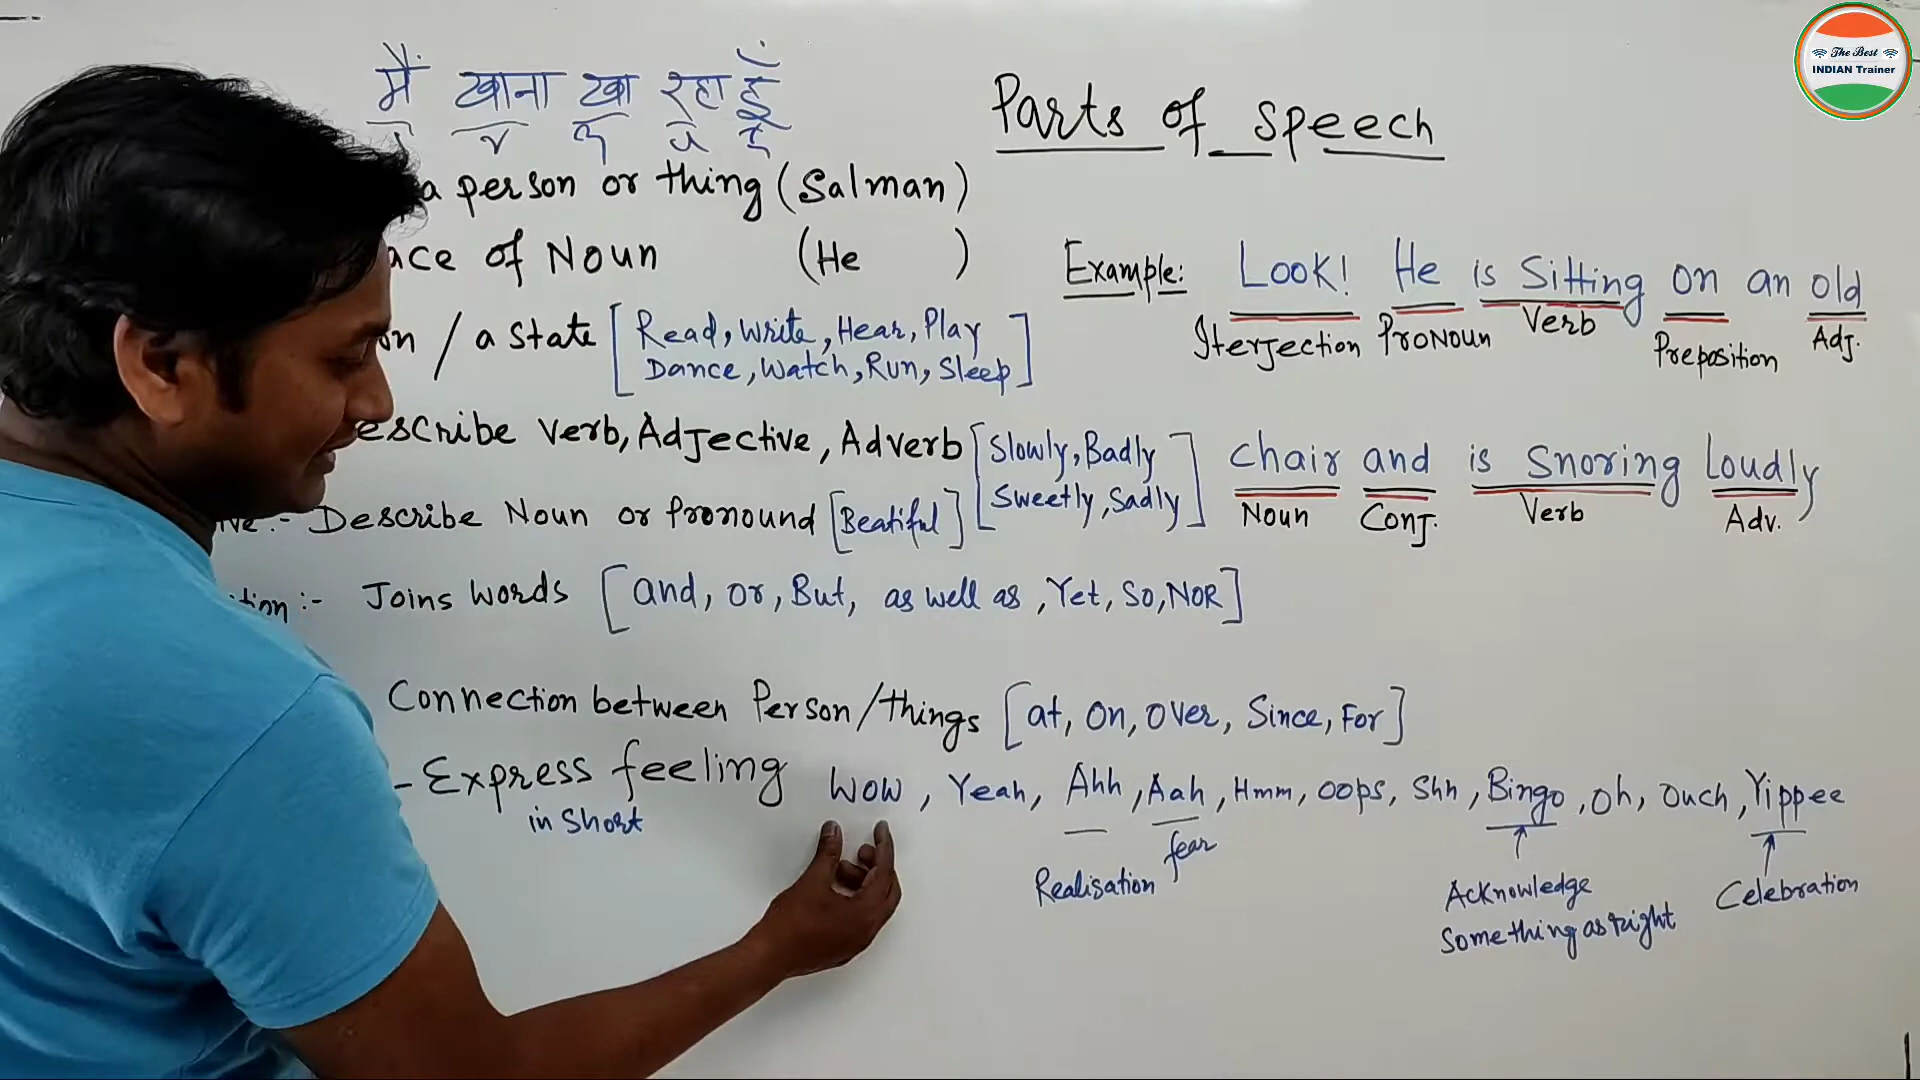 The Best
INDIAN Trainer
मैं खाना खा रहा हूँ
Parts of speech
a person or thing (Salman)
ace of Noun (He )
on / a State [Read, Write, Hear, Play
Dance, Watch, Run, Sleep]
escribe Verb, Adjective, Adverb [Slowly, Badly
Sweetly, Sadly]
ive :- Describe Noun or Pronound [Beatiful]
ition :- Joins words [and, or, But, as well as, Yet, So, NOR]
Connection between Person/things [at, On, Over, Since, For]
- Express feeling Wow, Yeah, Ahh, Aah, Hmm, oops, Shh, Bingo, Oh, Ouch, Yippee
in Short
Realisation
fear
Acknowledge
Something as right
Celebration
Example: Look! He is Sitting on an old
Iterjection ProNoun Verb Preposition Adj.
chair and is Snoring Loudly
Noun Conj. Verb Adv.